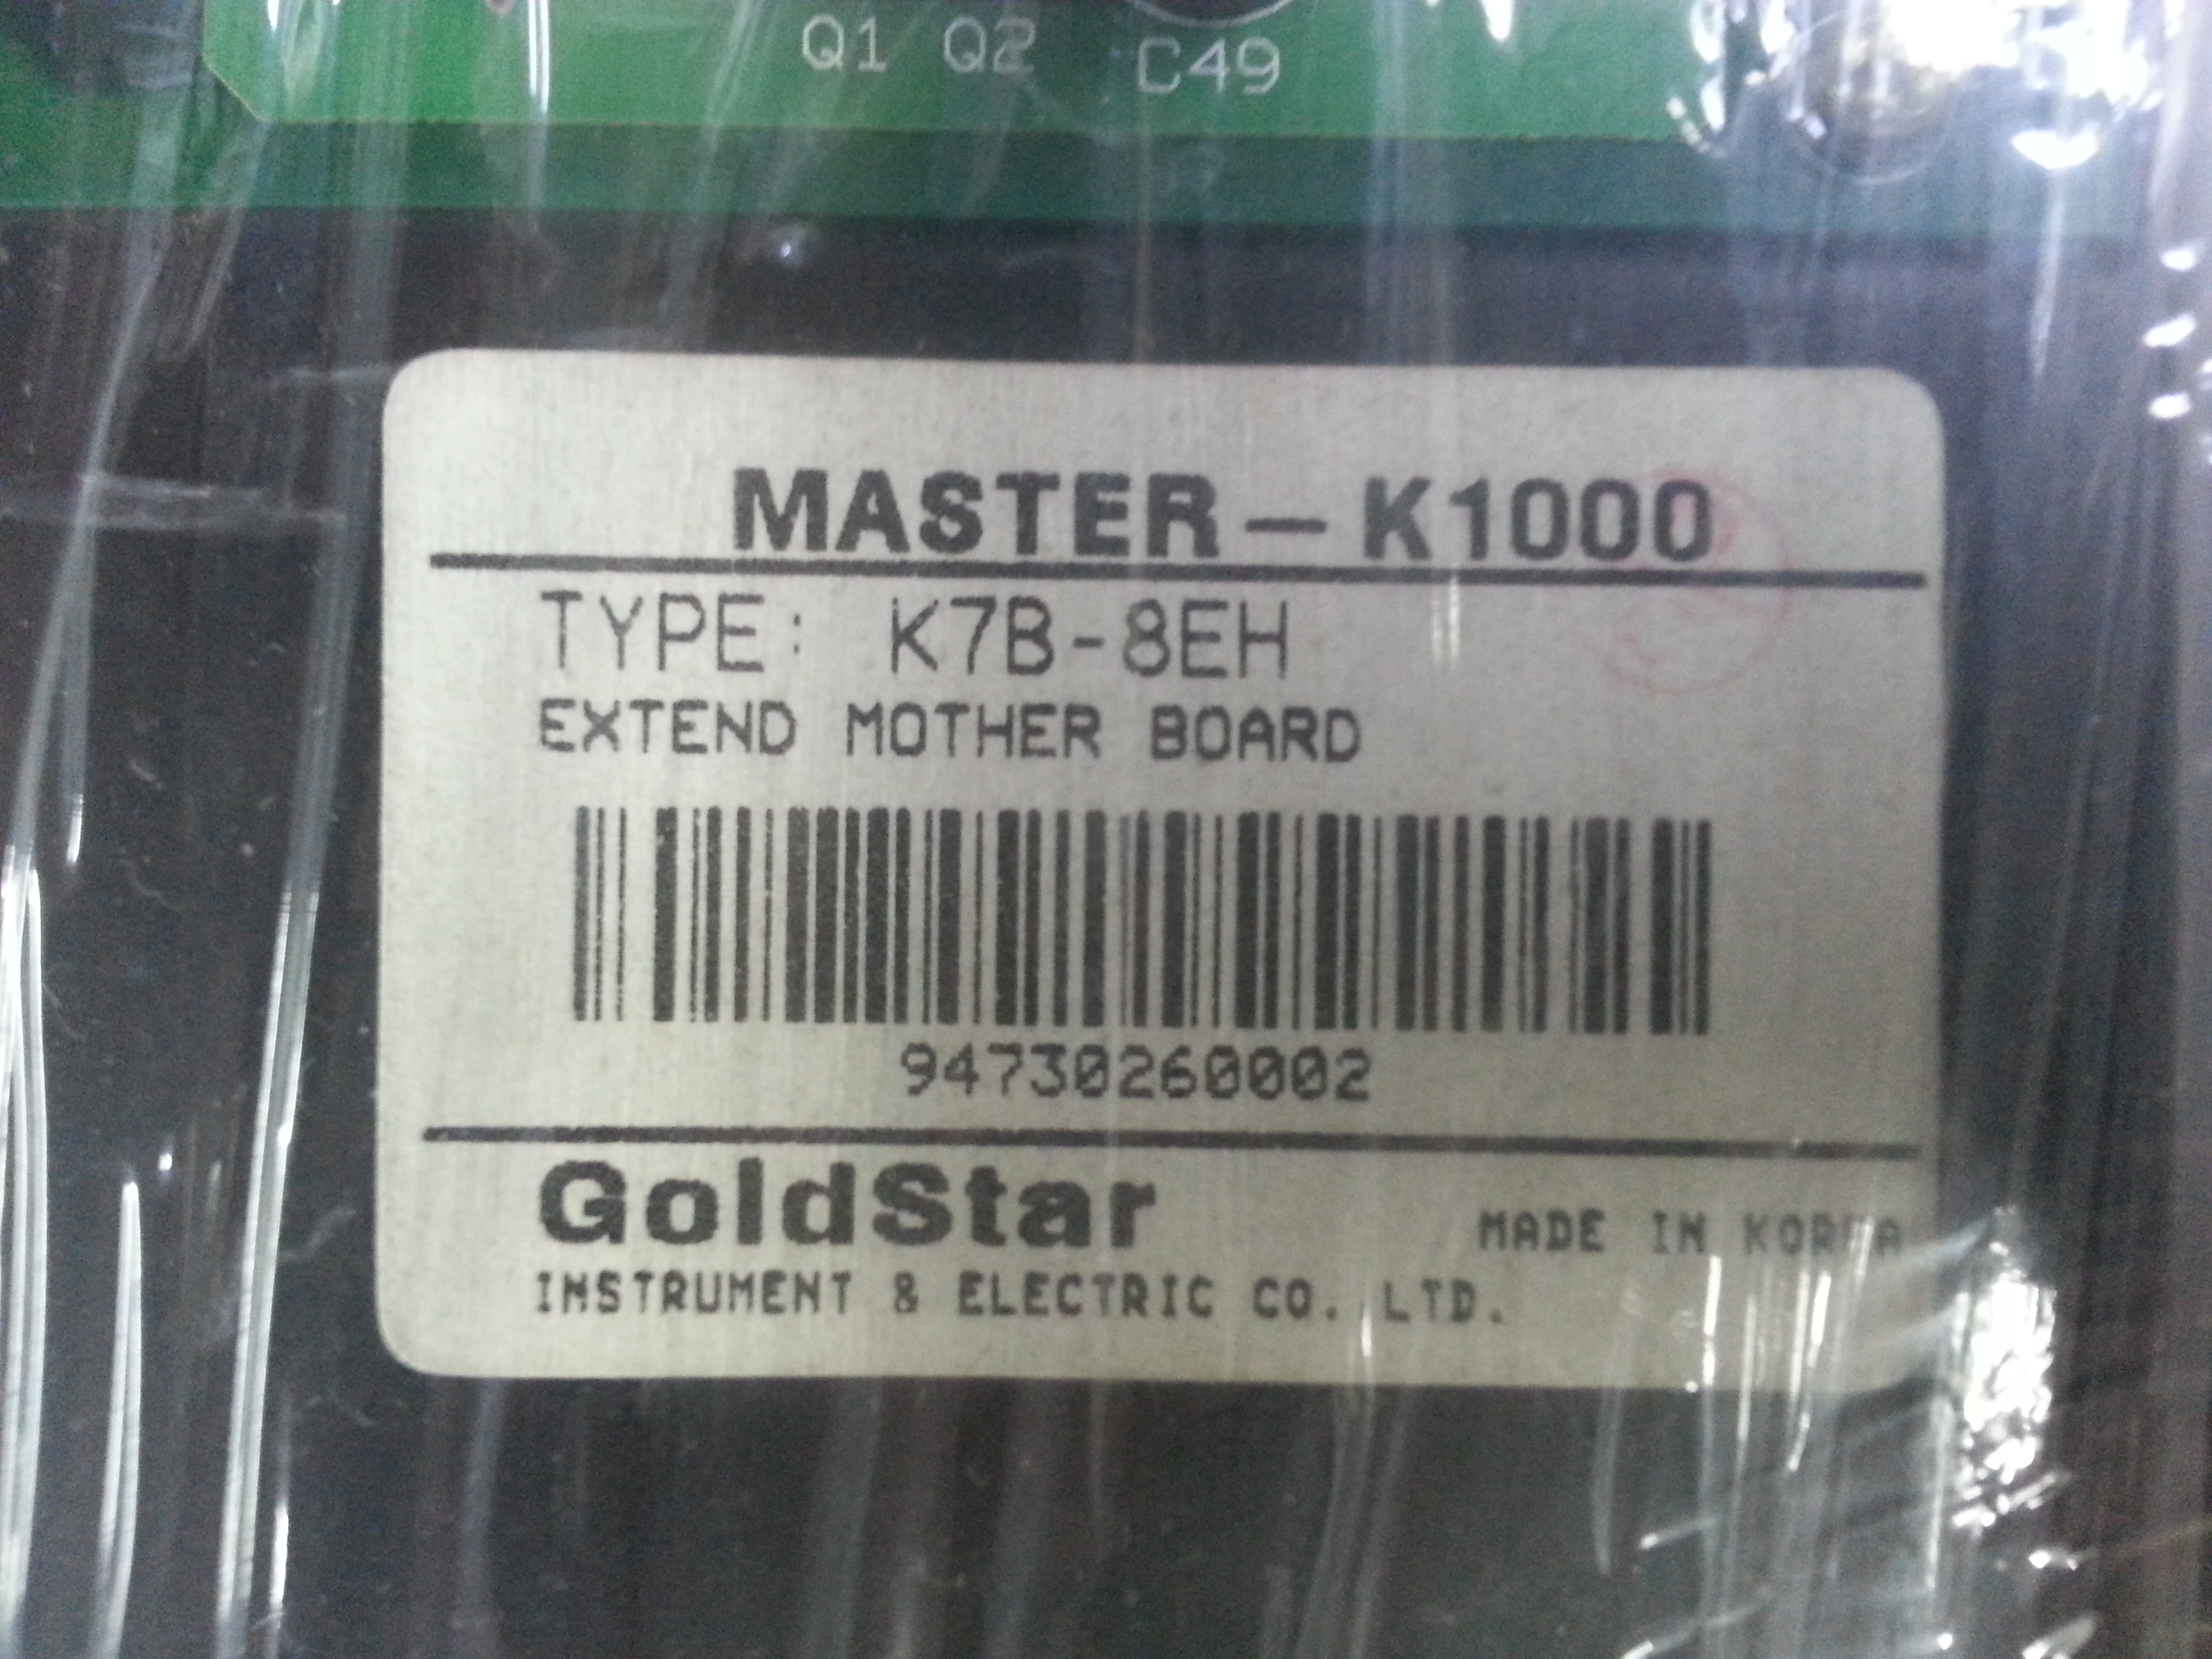 Q1 Q2 C49
MASTER-K1000
TYPE: K7B-8EH
EXTEND MOTHER BOARD
94730260002
GoldStar
MADE IN KOREA
INSTRUMENT & ELECTRIC CO. LTD.